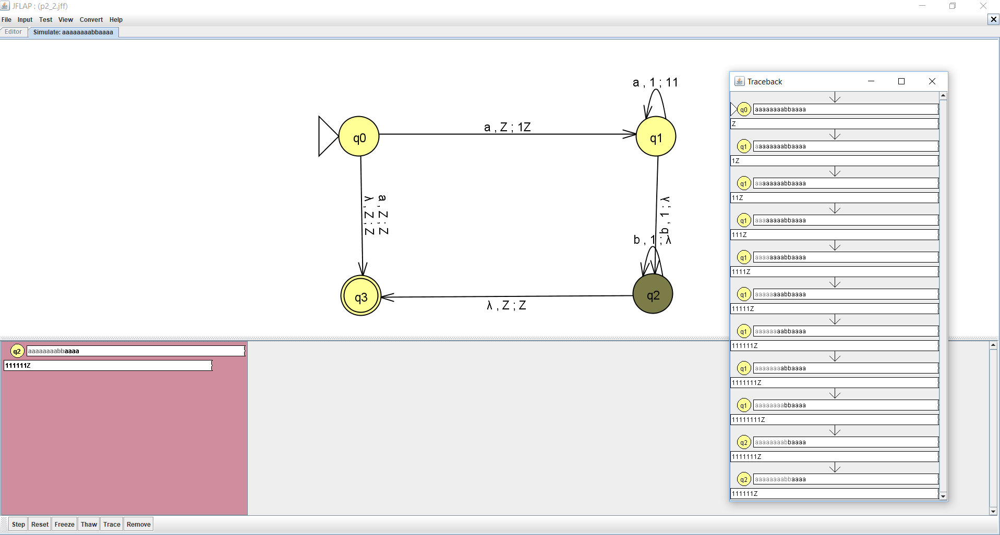 JFLAP : (p2_2.jff)
File Input Test View Convert Help
Editor
Simulate: aaaaaaaabbaaaa
a , 1 ; 11
a , Z ; 1Z
q0
q1
a , Z ; Z
λ , Z ; Z
b , 1 ; λ
b , 1 ; λ
q3
q2
λ , Z ; Z
q2 aaaaaaaabbaaaa
111111Z
Step Reset Freeze Thaw Trace Remove
Traceback
q0 aaaaaaaabbaaaa
Z
q1 aaaaaaaabbaaaa
1Z
q1 aaaaaaaabbaaaa
11Z
q1 aaaaaaaabbaaaa
111Z
q1 aaaaaaaabbaaaa
1111Z
q1 aaaaaaaabbaaaa
11111Z
q1 aaaaaaaabbaaaa
111111Z
q1 aaaaaaaabbaaaa
1111111Z
q1 aaaaaaaabbaaaa
11111111Z
q2 aaaaaaaabbaaaa
1111111Z
q2 aaaaaaaabbaaaa
111111Z